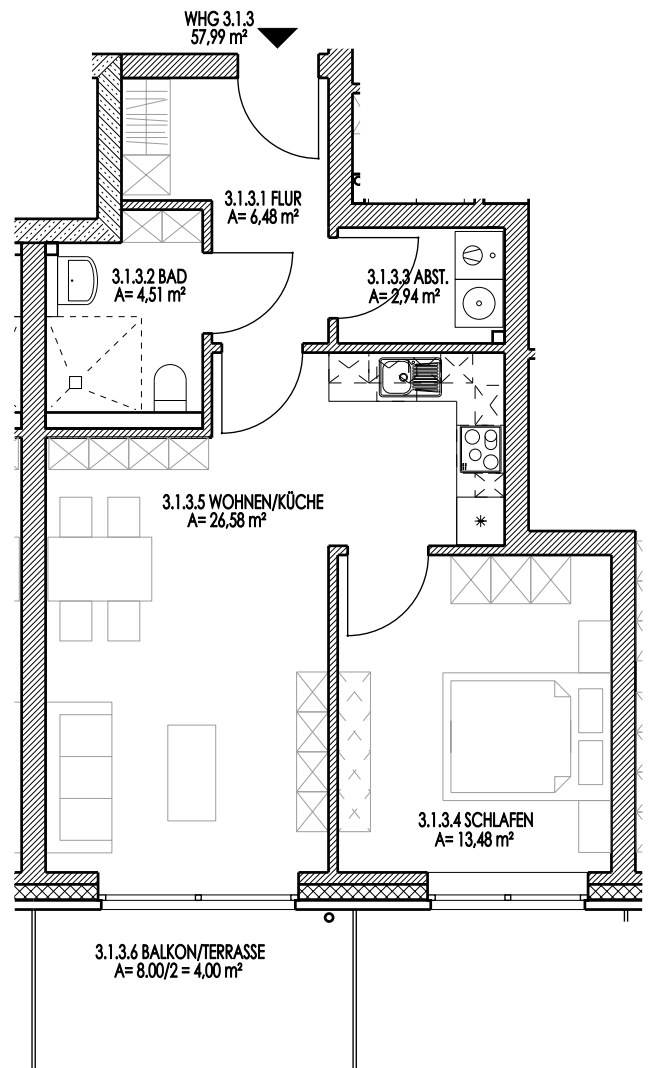 WHG 3.1.3
57,99 m²
3.1.3.1 FLUR
A= 6,48 m²
3.1.3.2 BAD
A= 4,51 m²
3.1.3.3 ABST.
A= 2,94 m²
3.1.3.5 WOHNEN/KÜCHE
A= 26,58 m²
3.1.3.4 SCHLAFEN
A= 13,48 m²
3.1.3.6 BALKON/TERRASSE
A= 8.00/2 = 4,00 m²